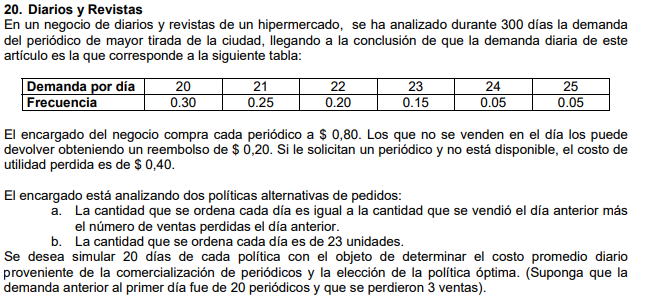 20. Diarios y Revistas
En un negocio de diarios y revistas de un hipermercado, se ha analizado durante 300 días la demanda
del periódico de mayor tirada de la ciudad, llegando a la conclusión de que la demanda diaria de este
artículo es la que corresponde a la siguiente tabla:
Demanda por día 20 21 22 23 24 25
Frecuencia 0.30 0.25 0.20 0.15 0.05 0.05
El encargado del negocio compra cada periódico a $ 0,80. Los que no se venden en el día los puede
devolver obteniendo un reembolso de $ 0,20. Si le solicitan un periódico y no está disponible, el costo de
utilidad perdida es de $ 0,40.
El encargado está analizando dos políticas alternativas de pedidos:
a. La cantidad que se ordena cada día es igual a la cantidad que se vendió el día anterior más
el número de ventas perdidas el día anterior.
b. La cantidad que se ordena cada día es de 23 unidades.
Se desea simular 20 días de cada política con el objeto de determinar el costo promedio diario
proveniente de la comercialización de periódicos y la elección de la política óptima. (Suponga que la
demanda anterior al primer día fue de 20 periódicos y que se perdieron 3 ventas).